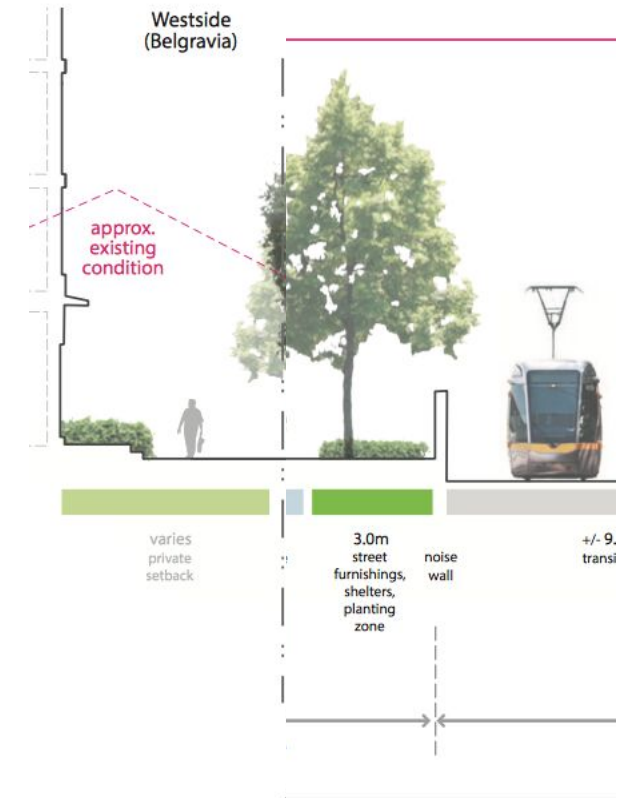 Westside
(Belgravia)
approx.
existing
condition
varies
private
setback
3.0m
street
furnishings,
shelters,
planting
zone
noise
wall
+/- 9.
transi